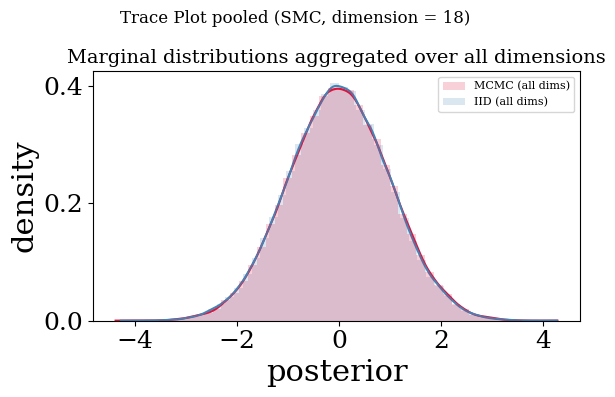 Trace Plot pooled (SMC, dimension = 18)
Marginal distributions aggregated over all dimensions
MCMC (all dims)
IID (all dims)
density
0.4
0.2
0.0
−4
−2
0
2
4
posterior